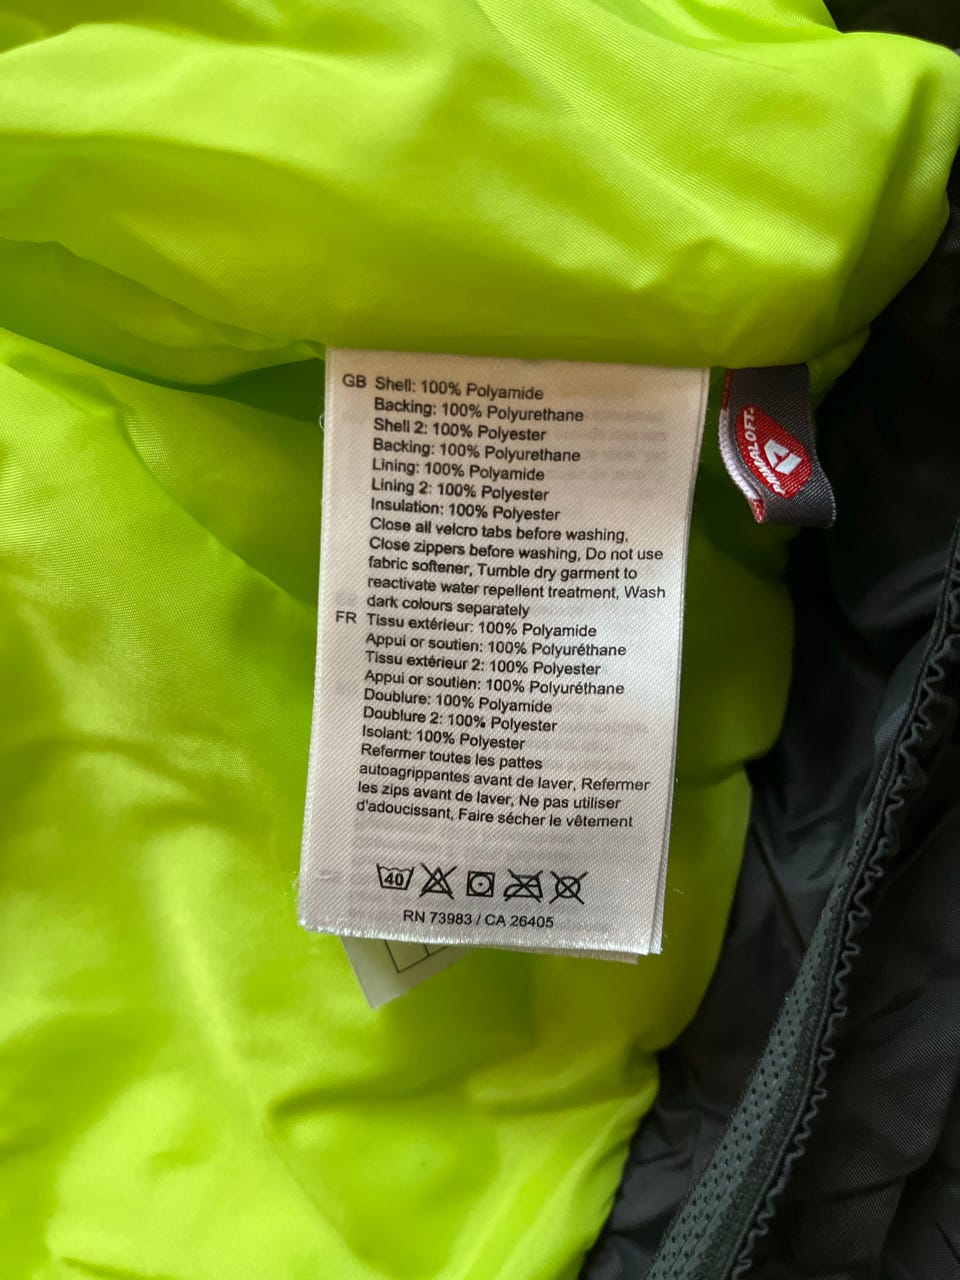 GB Shell: 100% Polyamide
Backing: 100% Polyurethane
Shell 2: 100% Polyester
Backing: 100% Polyurethane
Lining: 100% Polyamide
Lining 2: 100% Polyester
Insulation: 100% Polyester
Close all velcro tabs before washing,
Close zippers before washing, Do not use
fabric softener, Tumble dry garment to
reactivate water repellent treatment, Wash
dark colours separately
FR Tissu extérieur: 100% Polyamide
Appui or soutien: 100% Polyuréthane
Tissu extérieur 2: 100% Polyester
Appui or soutien: 100% Polyuréthane
Doublure: 100% Polyamide
Doublure 2: 100% Polyester
Isolant: 100% Polyester
Refermer toutes les pattes
autoagrippantes avant de laver, Refermer
les zips avant de laver, Ne pas utiliser
d'adoucissant, Faire sécher le vêtement
40
RN 73983 / CA 26405
PRIMALOFT